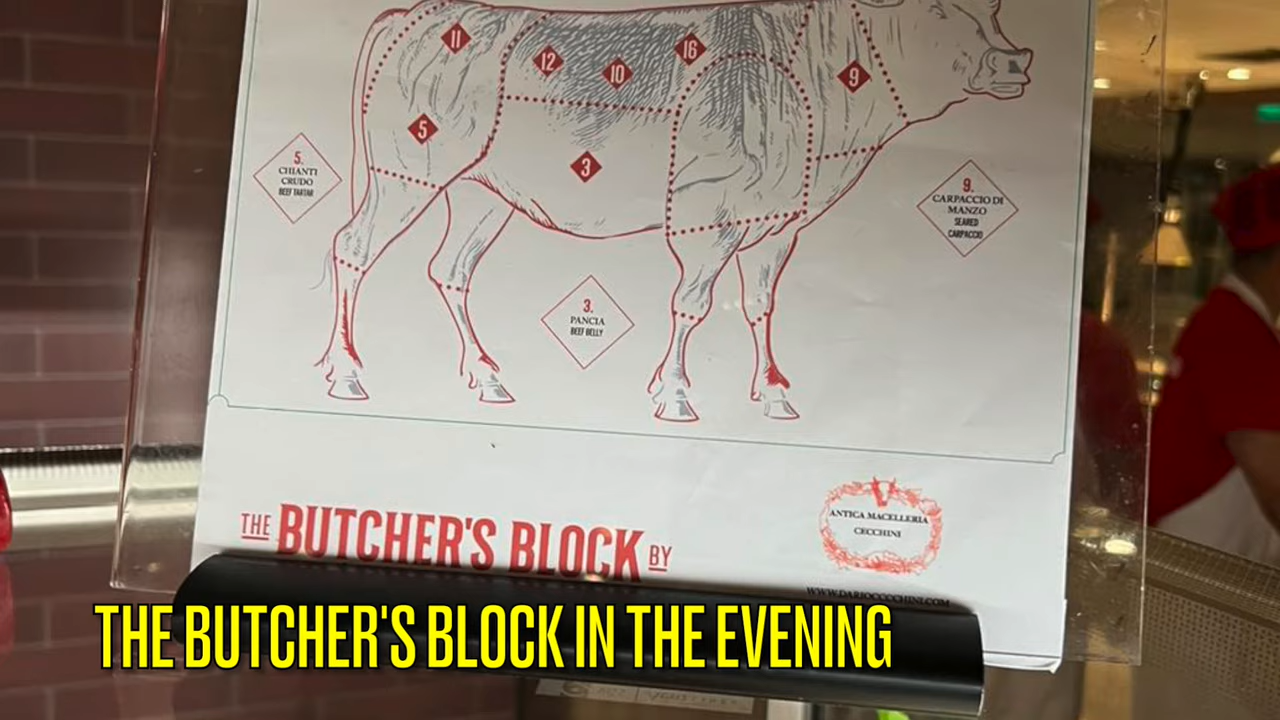 11
12
10
16
9
5
3
5.
CHIANTI
CRUDO
BEEF TARTAR
9.
CARPACCIO DI
MANZO
SEARED
CARPACCIO
3.
PANCIA
BEEF BELLY
THE BUTCHER'S BLOCK BY
ANTICA MACELLERIA
CECCHINI
THE BUTCHER'S BLOCK IN THE EVENING